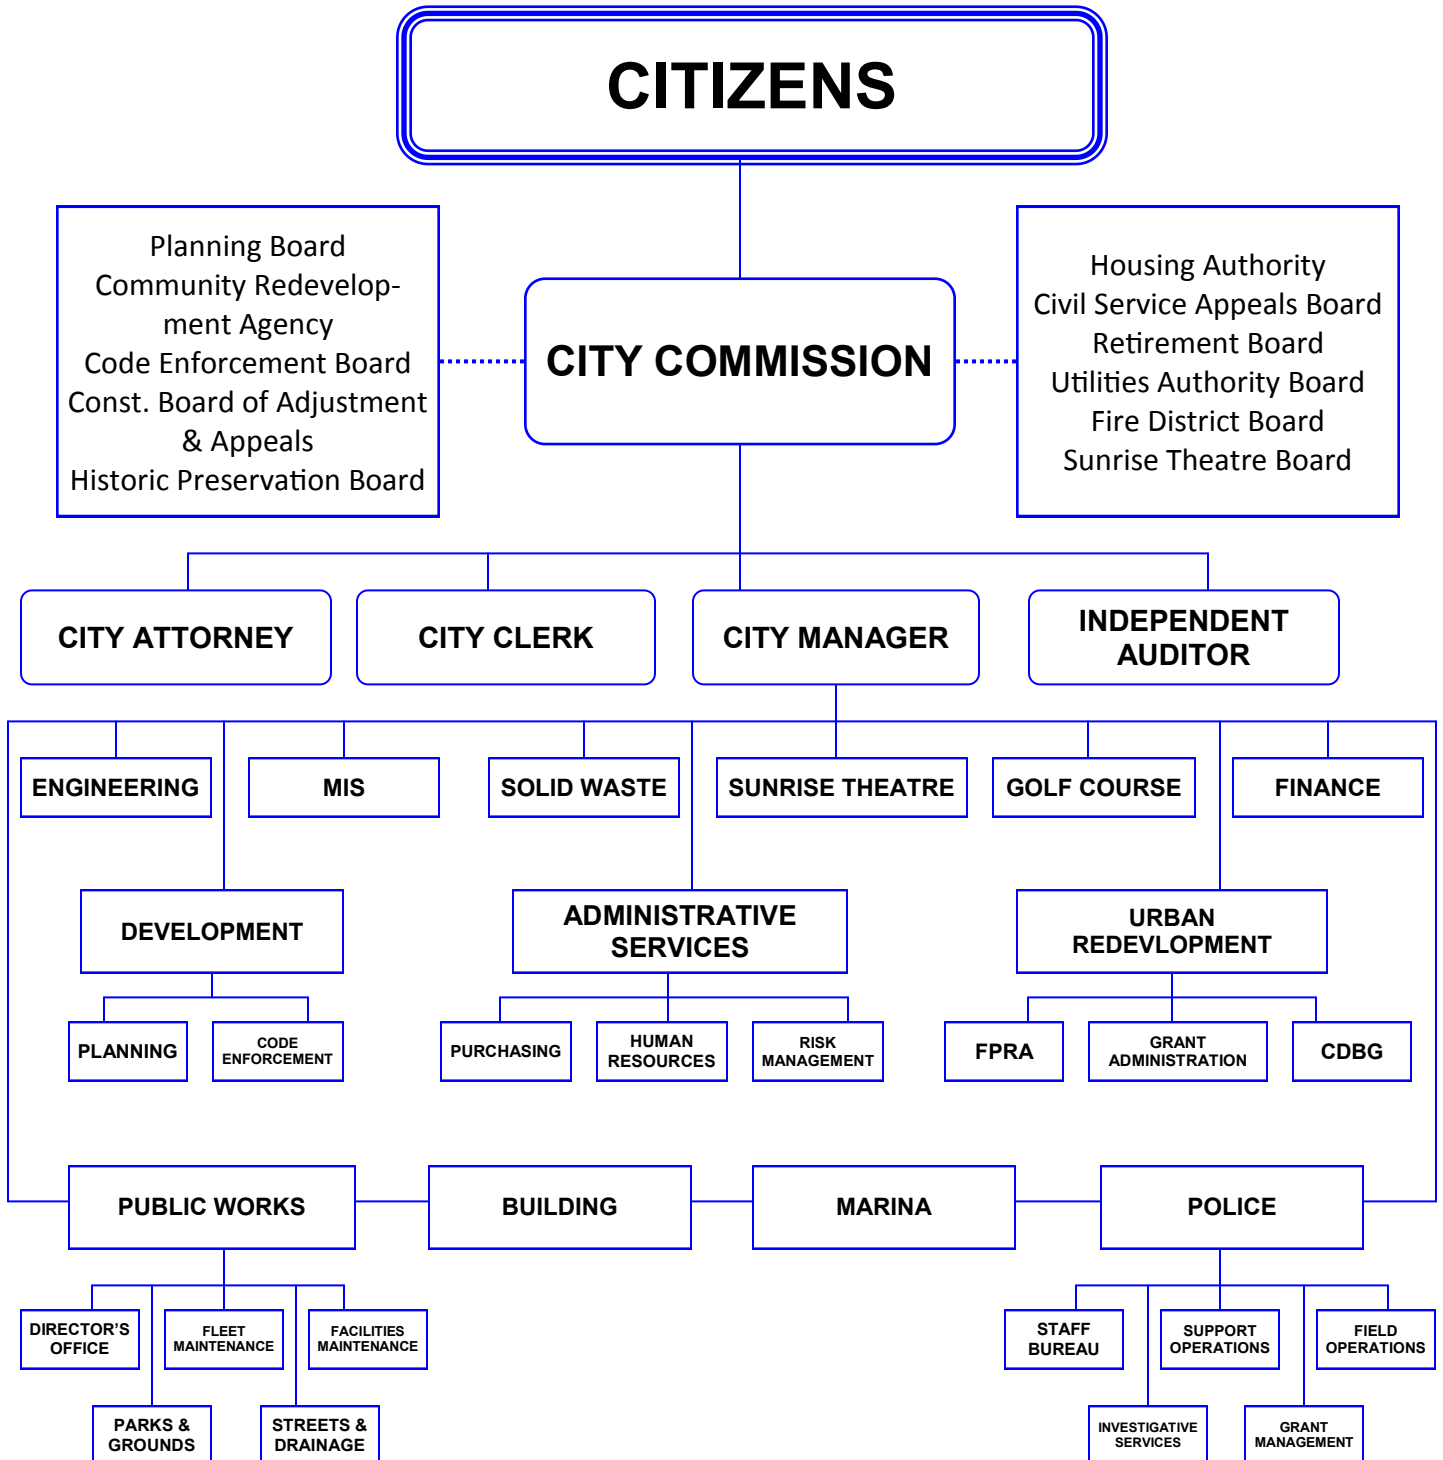 CITIZENS
Planning Board
Community Redevelop-
ment Agency
Code Enforcement Board
Const. Board of Adjustment
& Appeals
Historic Preservation Board
CITY COMMISSION
Housing Authority
Civil Service Appeals Board
Retirement Board
Utilities Authority Board
Fire District Board
Sunrise Theatre Board
CITY ATTORNEY
CITY CLERK
CITY MANAGER
INDEPENDENT
AUDITOR
ENGINEERING
MIS
SOLID WASTE
SUNRISE THEATRE
GOLF COURSE
FINANCE
DEVELOPMENT
ADMINISTRATIVE
SERVICES
URBAN
REDEVLOPMENT
PLANNING
CODE
ENFORCEMENT
PURCHASING
HUMAN
RESOURCES
RISK
MANAGEMENT
FPRA
GRANT
ADMINISTRATION
CDBG
PUBLIC WORKS
BUILDING
MARINA
POLICE
DIRECTOR'S
OFFICE
FLEET
MAINTENANCE
FACILITIES
MAINTENANCE
STAFF
BUREAU
SUPPORT
OPERATIONS
FIELD
OPERATIONS
PARKS &
GROUNDS
STREETS &
DRAINAGE
INVESTIGATIVE
SERVICES
GRANT
MANAGEMENT